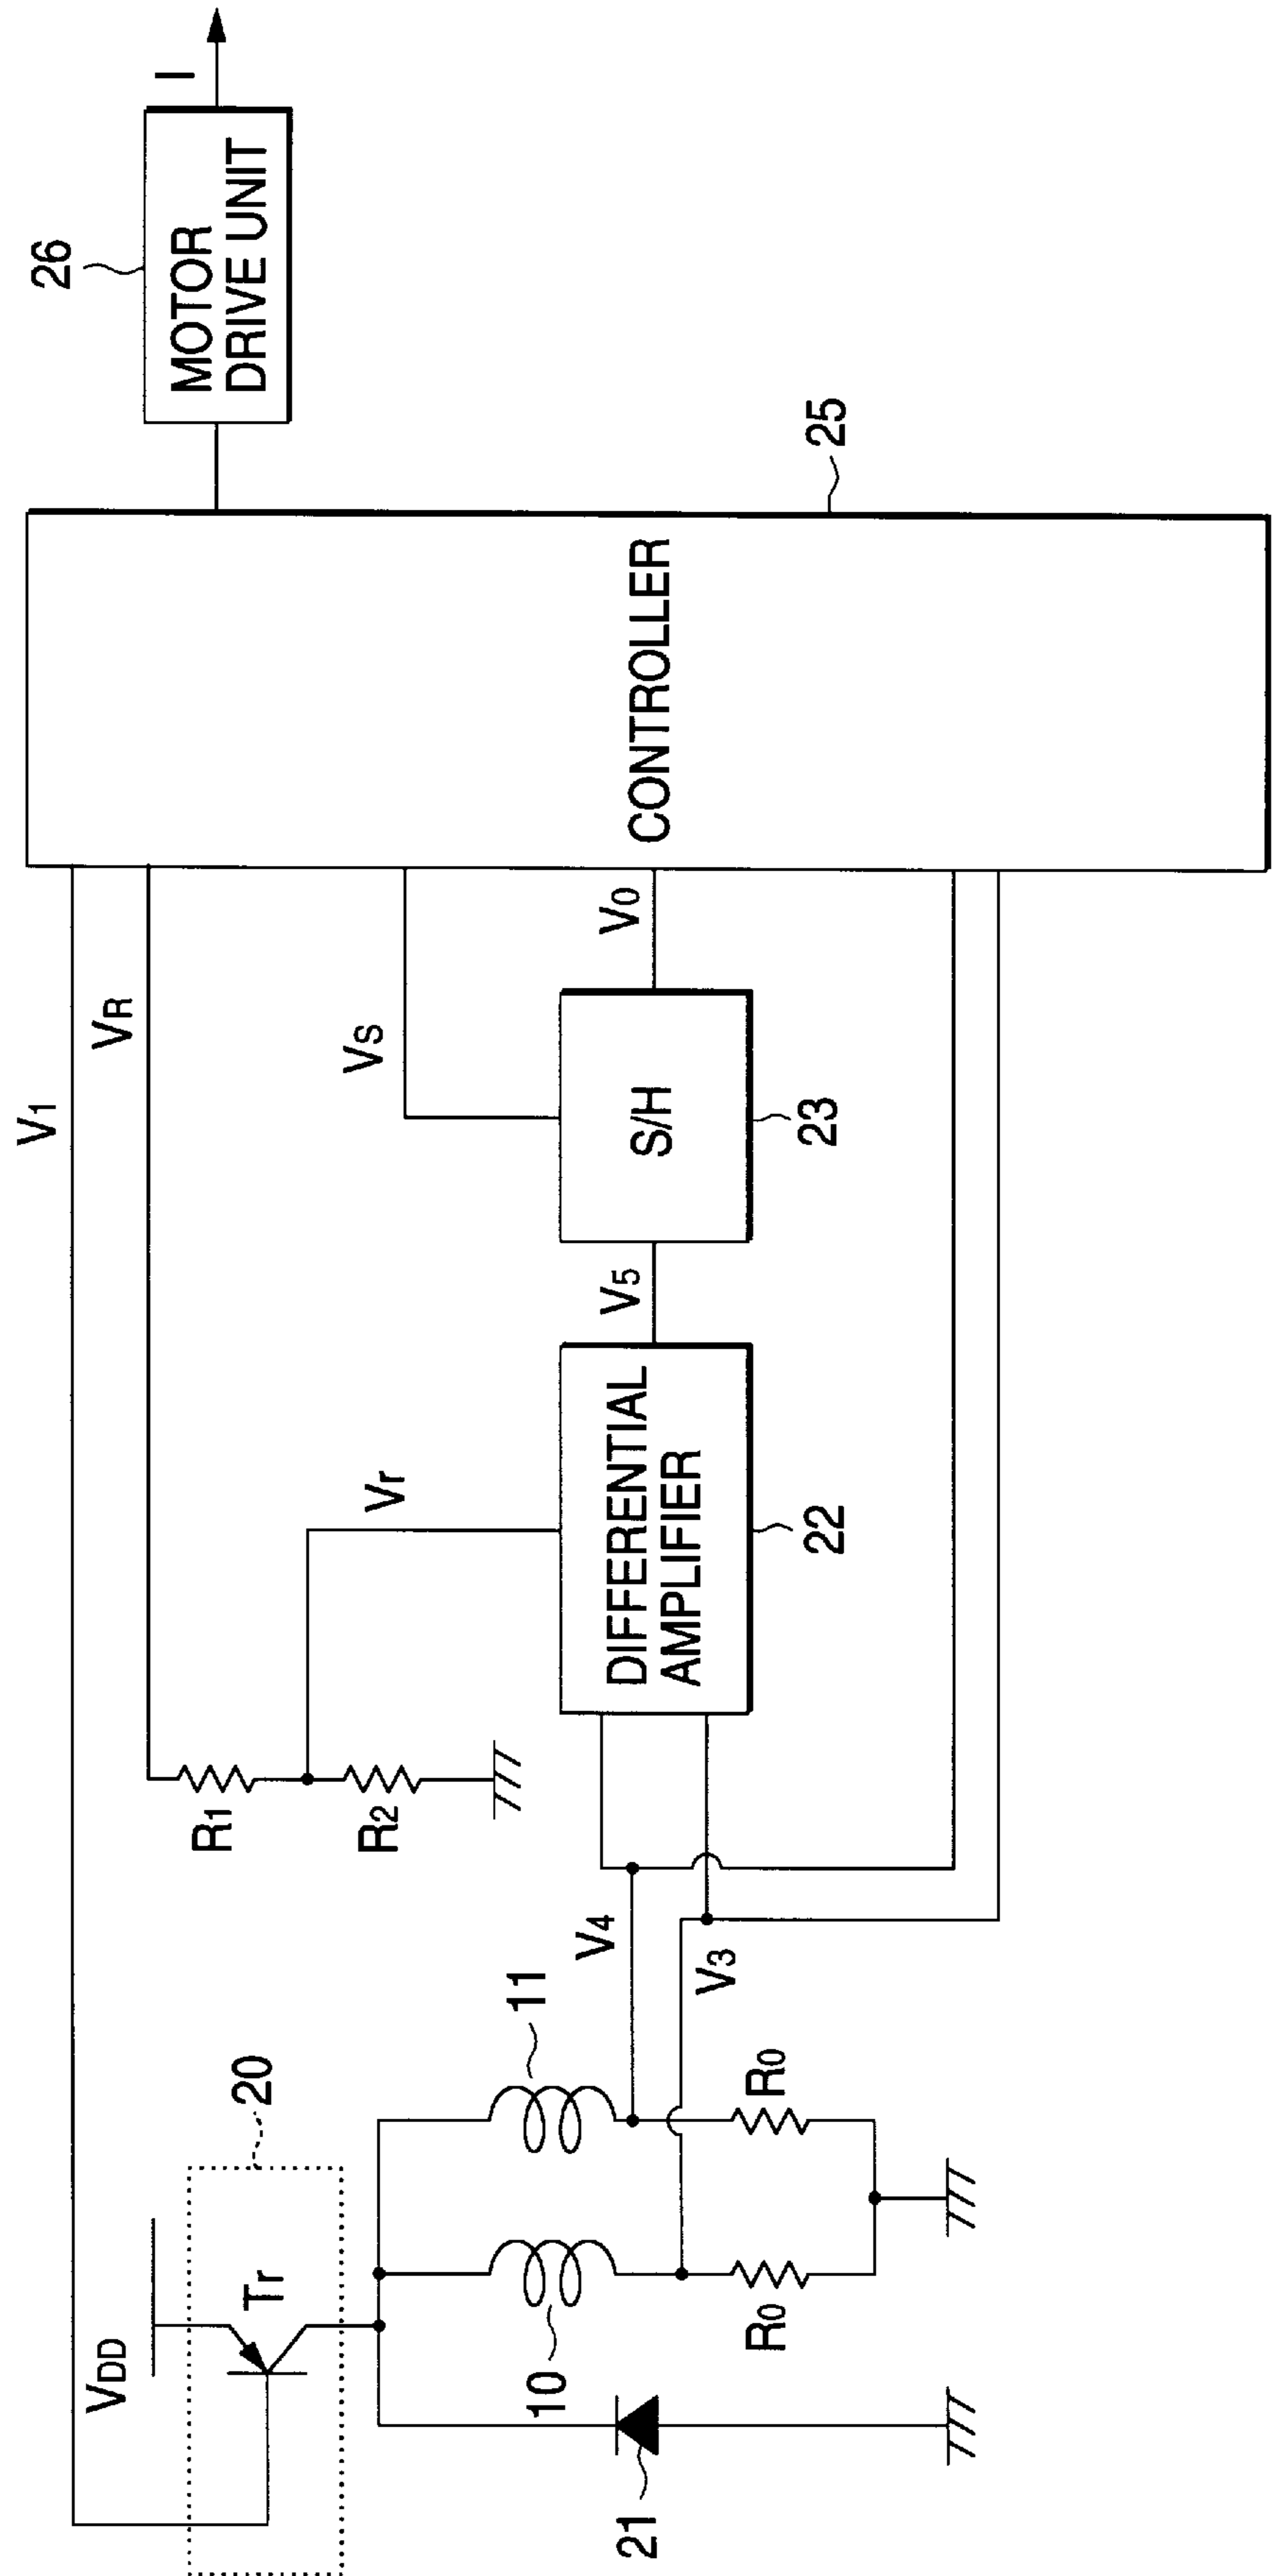 V1
VR
VDD
Tr
20
R1
R2
Vr
VS
V4
V3
11
10
R0
R0
21
DIFFERENTIAL
AMPLIFIER
22
V5
S/H
23
V0
CONTROLLER
25
MOTOR
DRIVE UNIT
26
I